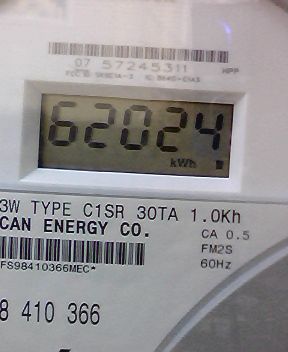 07 57245311 HPP
62024
kWh
3W TYPE C1SR 30TA 1.0Kh
CAN ENERGY CO. CA 0.5
FM2S
FS98410366MEC* 60Hz
8 410 366